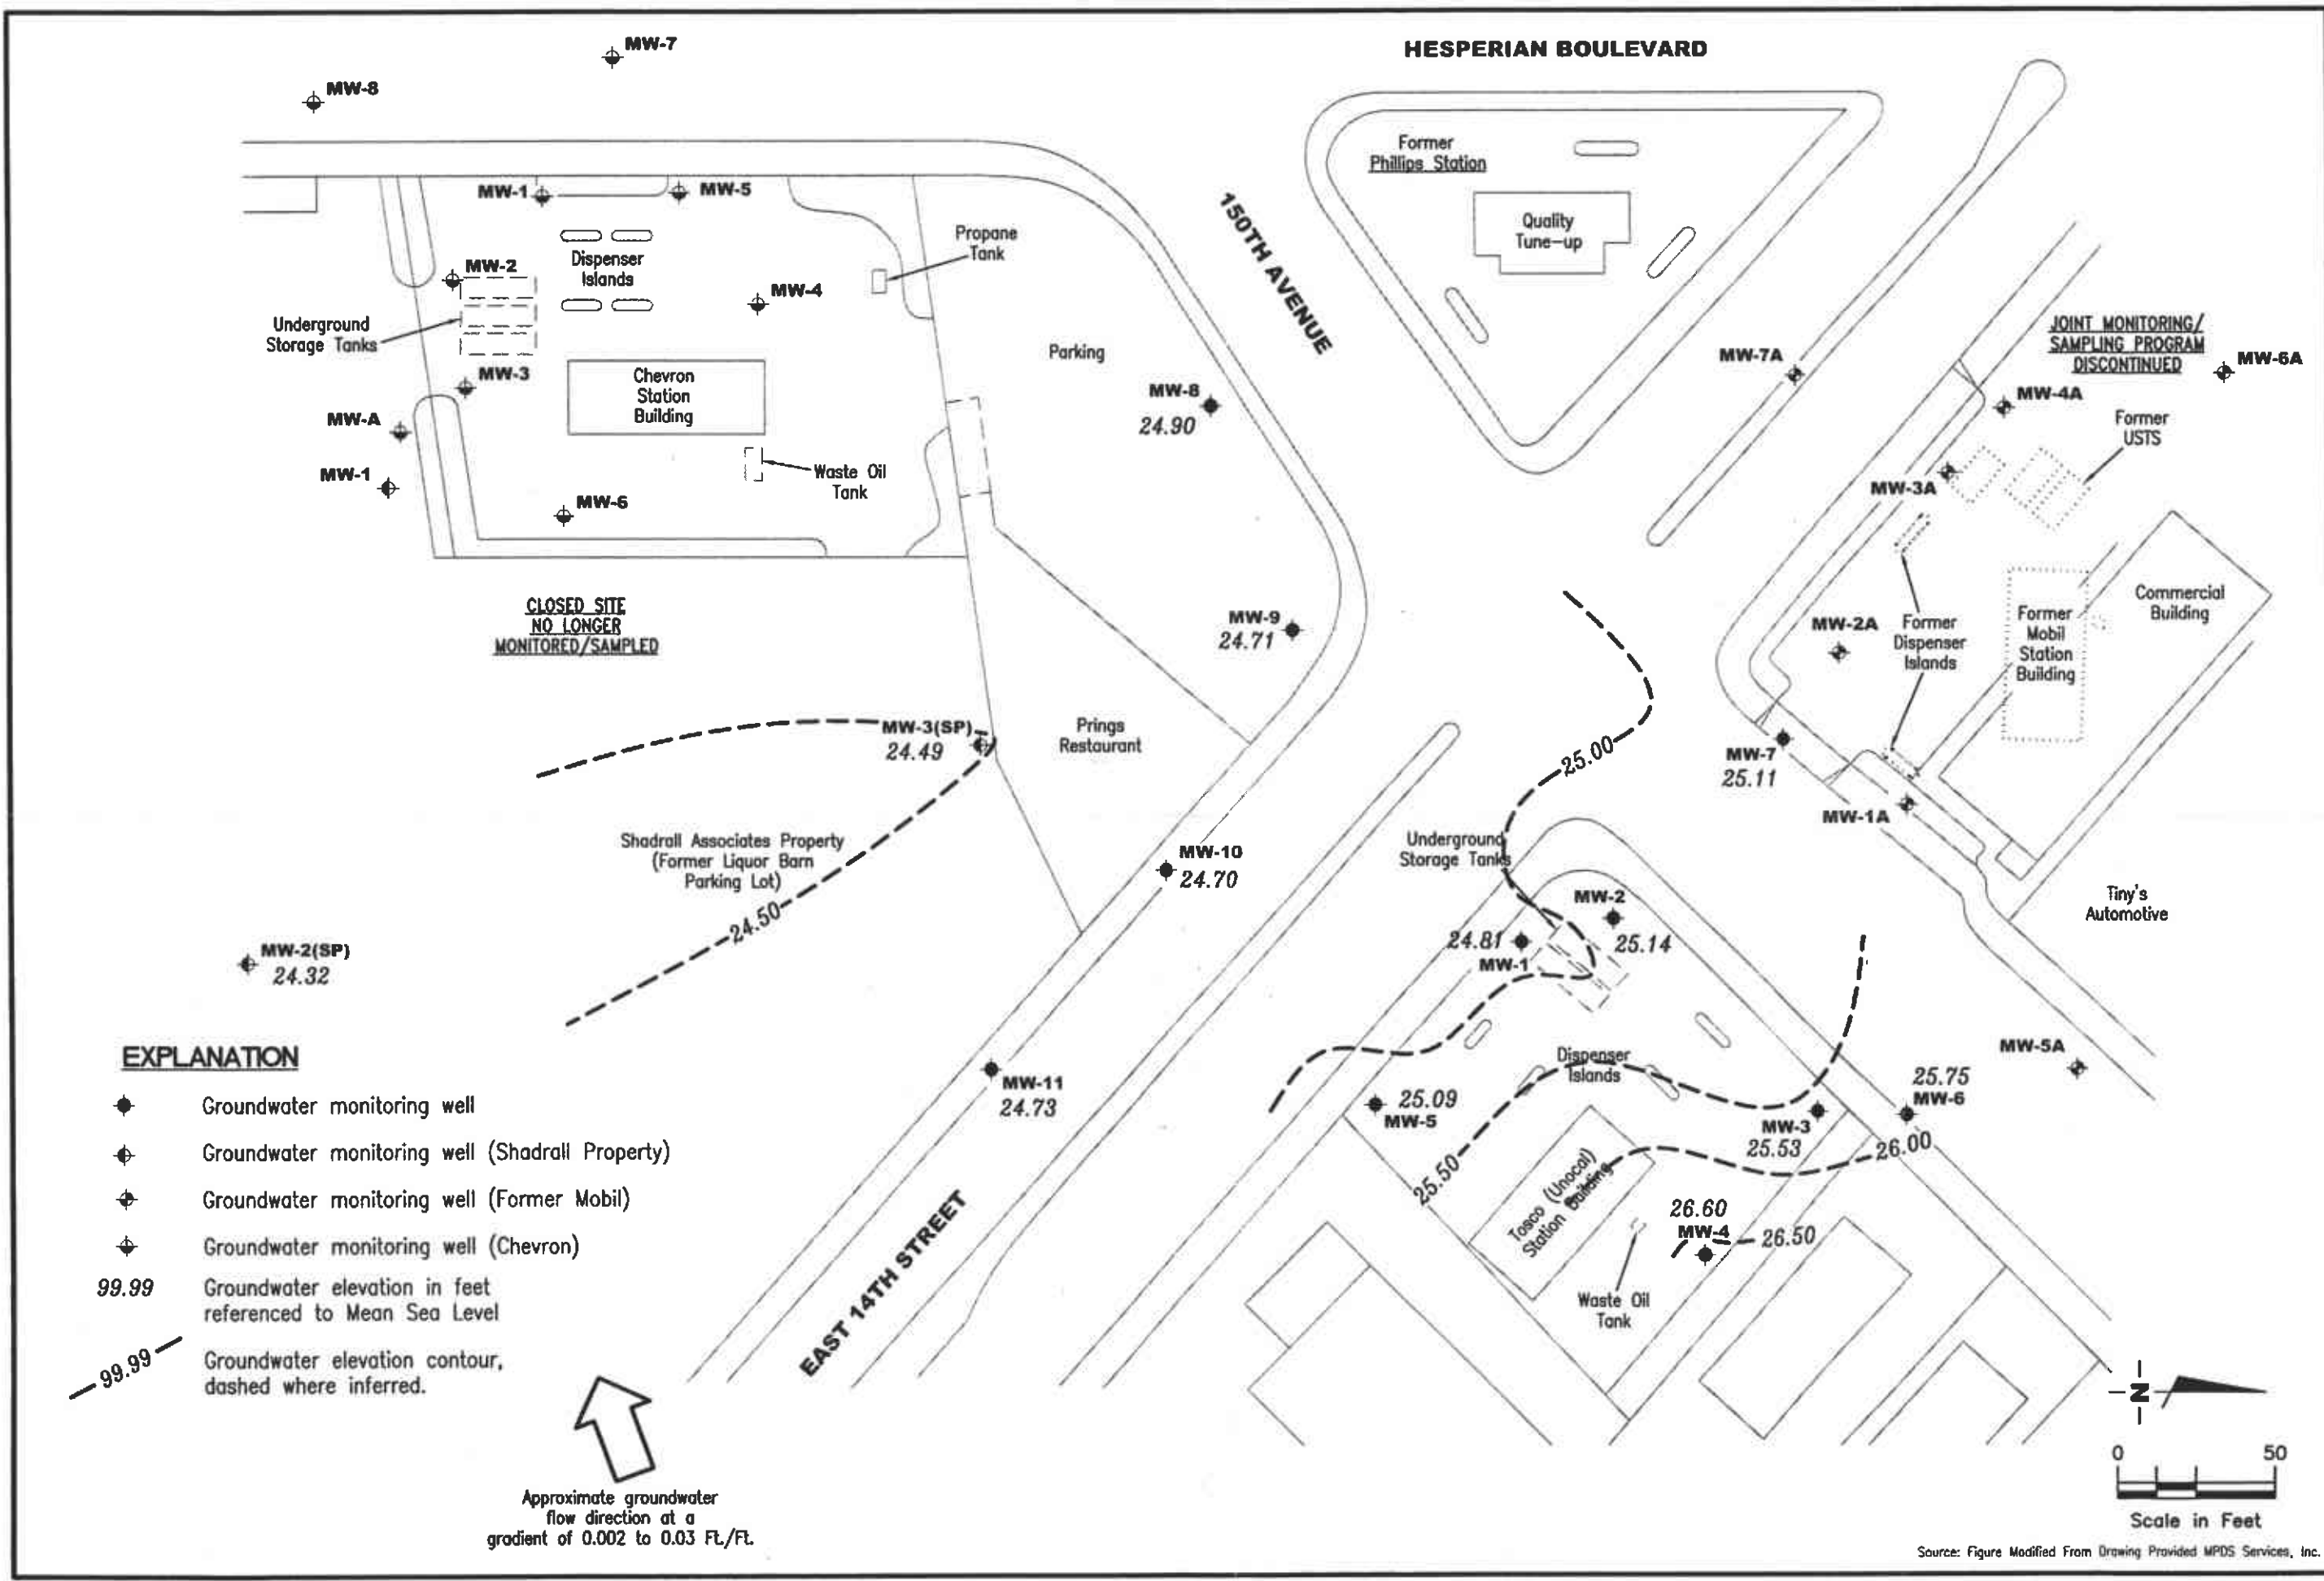 MW-7
HESPERIAN BOULEVARD
MW-8
Former
Phillips Station
MW-1
MW-5
150TH AVENUE
Quality
Tune-up
Propane
Tank
Dispenser
Islands
MW-2
MW-4
Underground
Storage Tanks
JOINT MONITORING/
SAMPLING PROGRAM
DISCONTINUED
MW-6A
Parking
MW-7A
MW-3
Chevron
Station
Building
MW-8
24.90
MW-4A
Former
USTS
MW-A
MW-1
Waste Oil
Tank
MW-3A
MW-6
CLOSED SITE
NO LONGER
MONITORED/SAMPLED
MW-9
24.71
MW-2A
Former
Dispenser
Islands
Former
Mobil
Station
Building
Commercial
Building
MW-3(SP)
24.49
Prings
Restaurant
25.00
MW-7
25.11
MW-1A
Shadrall Associates Property
(Former Liquor Barn
Parking Lot)
Underground
Storage Tanks
MW-10
24.70
24.50
MW-2
25.14
24.81
MW-1
Tiny's
Automotive
MW-2(SP)
24.32
MW-5A
Dispenser
Islands
MW-11
24.73
25.09
MW-5
25.75
MW-6
MW-3
25.53
26.00
25.50
Tosco (Unocal)
Station Building
26.60
MW-4
26.50
Waste Oil
Tank
EAST 14TH STREET
EXPLANATION
Groundwater monitoring well
Groundwater monitoring well (Shadrall Property)
Groundwater monitoring well (Former Mobil)
Groundwater monitoring well (Chevron)
99.99 Groundwater elevation in feet
referenced to Mean Sea Level
99.99 Groundwater elevation contour,
dashed where inferred.
Approximate groundwater
flow direction at a
gradient of 0.002 to 0.03 Ft./Ft.
N
0 50
Scale in Feet
Source: Figure Modified From Drawing Provided MPDS Services, Inc.